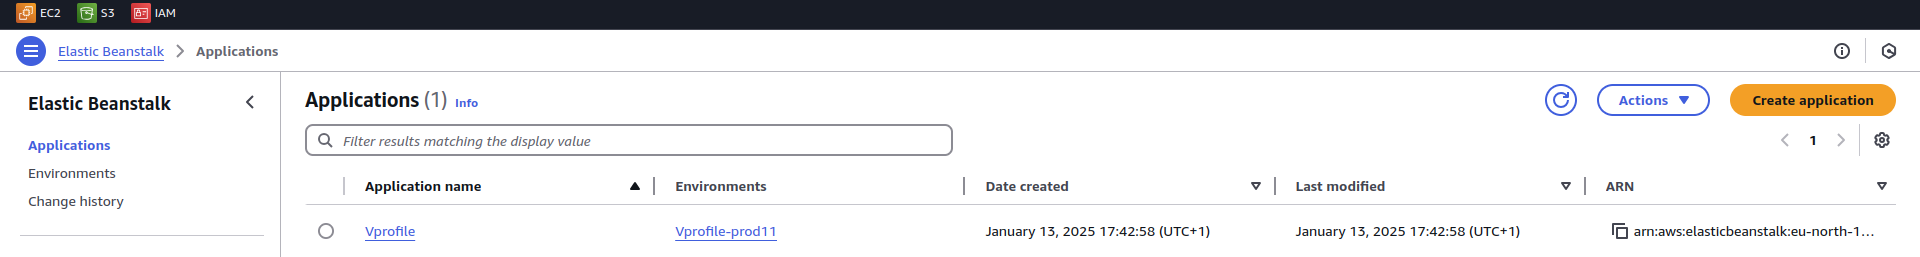 EC2 S3 IAM
Elastic Beanstalk Applications
Elastic Beanstalk
Applications
Environments
Change history
Applications (1) Info
Actions
Create application
Filter results matching the display value
1
Application name Environments Date created Last modified ARN
Vprofile Vprofile-prod11 January 13, 2025 17:42:58 (UTC+1) January 13, 2025 17:42:58 (UTC+1) arn:aws:elasticbeanstalk:eu-north-1...